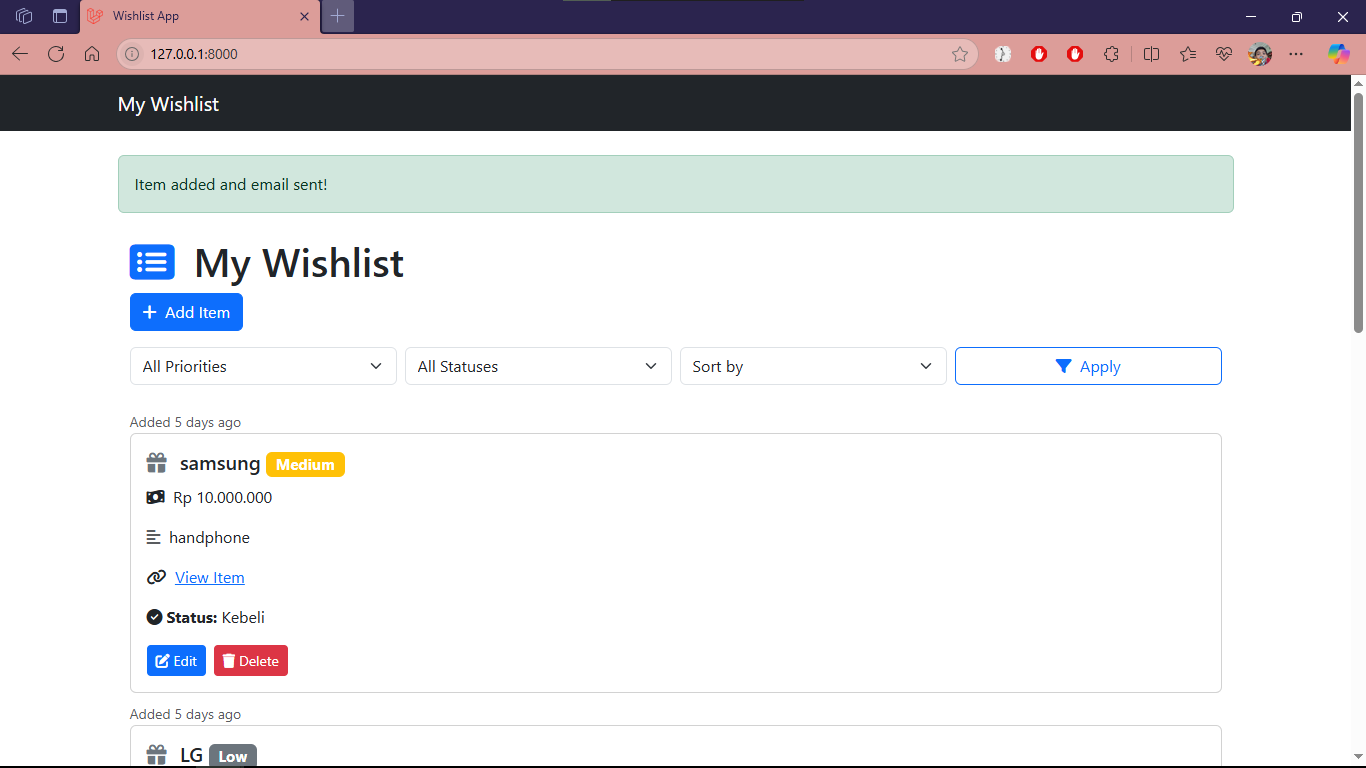 Wishlist App
127.0.0.1:8000
My Wishlist
Item added and email sent!
My Wishlist
Add Item
All Priorities All Statuses Sort by Apply
Added 5 days ago
samsung Medium
Rp 10.000.000
handphone
View Item
Status: Kebeli
Edit Delete
Added 5 days ago
LG Low